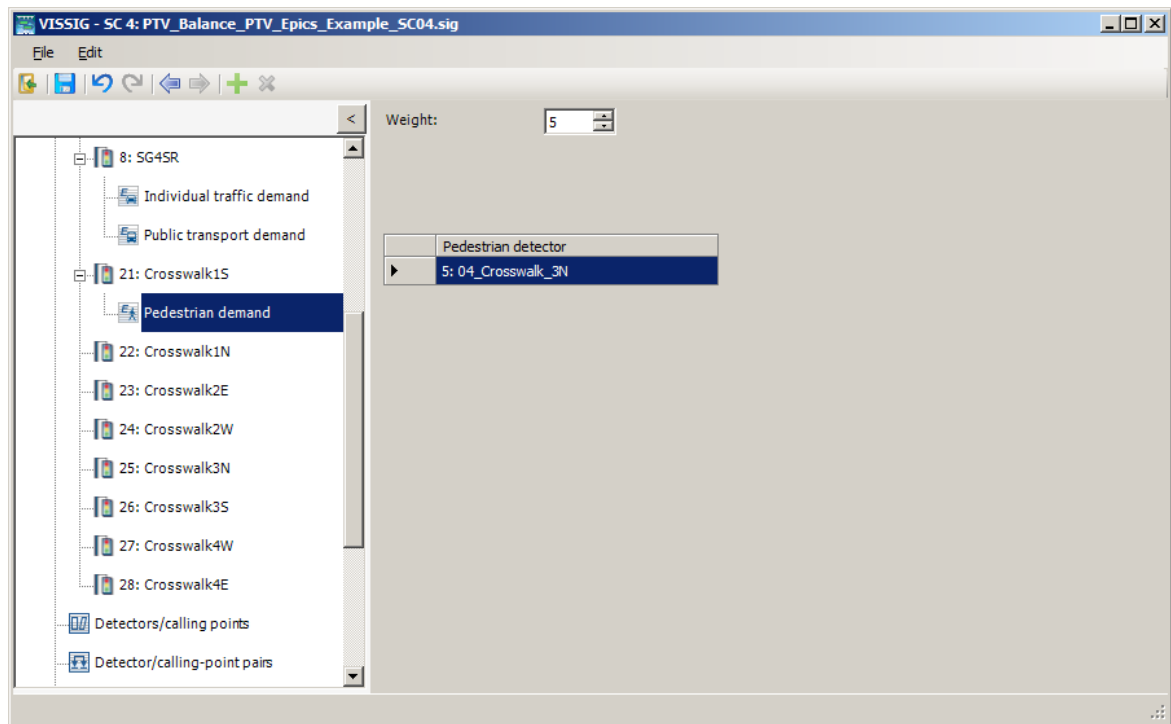 VISSIG - SC 4: PTV_Balance_PTV_Epics_Example_SC04.sig
File Edit
<
Weight: 5
8: SG4SR
Individual traffic demand
Public transport demand
Pedestrian detector
21: Crosswalk1S
5: 04_Crosswalk_3N
Pedestrian demand
22: Crosswalk1N
23: Crosswalk2E
24: Crosswalk2W
25: Crosswalk3N
26: Crosswalk3S
27: Crosswalk4W
28: Crosswalk4E
Detectors/calling points
Detector/calling-point pairs